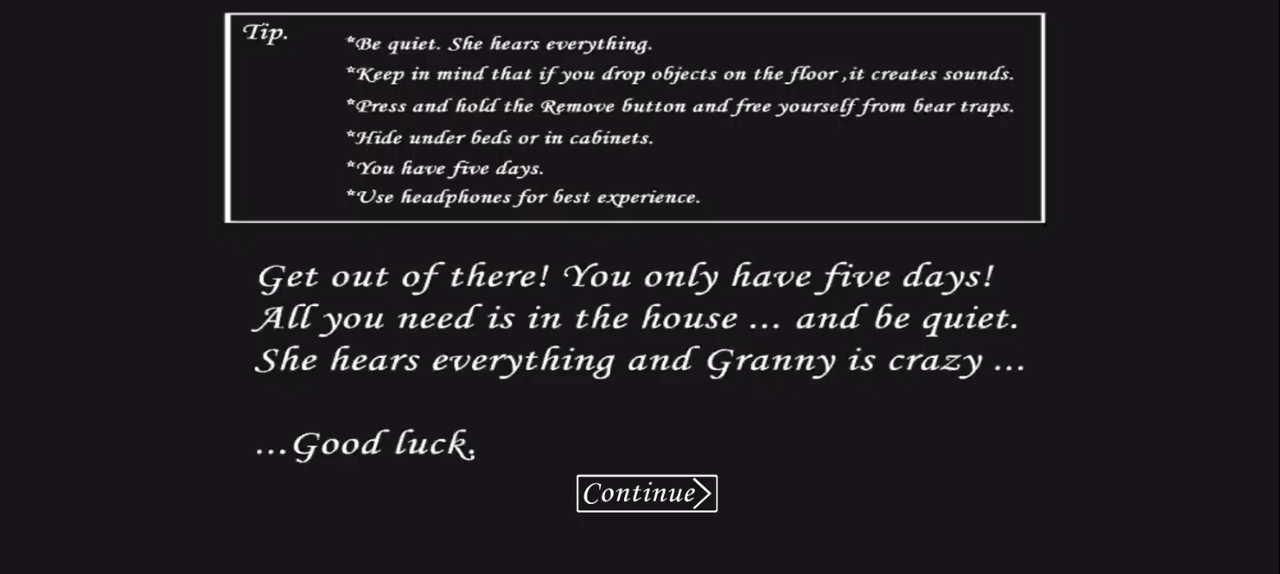 Tip.
*Be quiet. She hears everything.
*Keep in mind that if you drop objects on the floor ,it creates sounds.
*Press and hold the Remove button and free yourself from bear traps.
*Hide under beds or in cabinets.
*You have five days.
*Use headphones for best experience.
Get out of there! You only have five days!
All you need is in the house ... and be quiet.
She hears everything and Granny is crazy ...
...Good luck.
Continue>